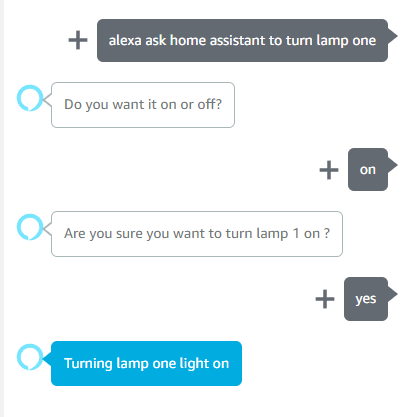 alexa ask home assistant to turn lamp one
Do you want it on or off?
on
Are you sure you want to turn lamp 1 on ?
yes
Turning lamp one light on